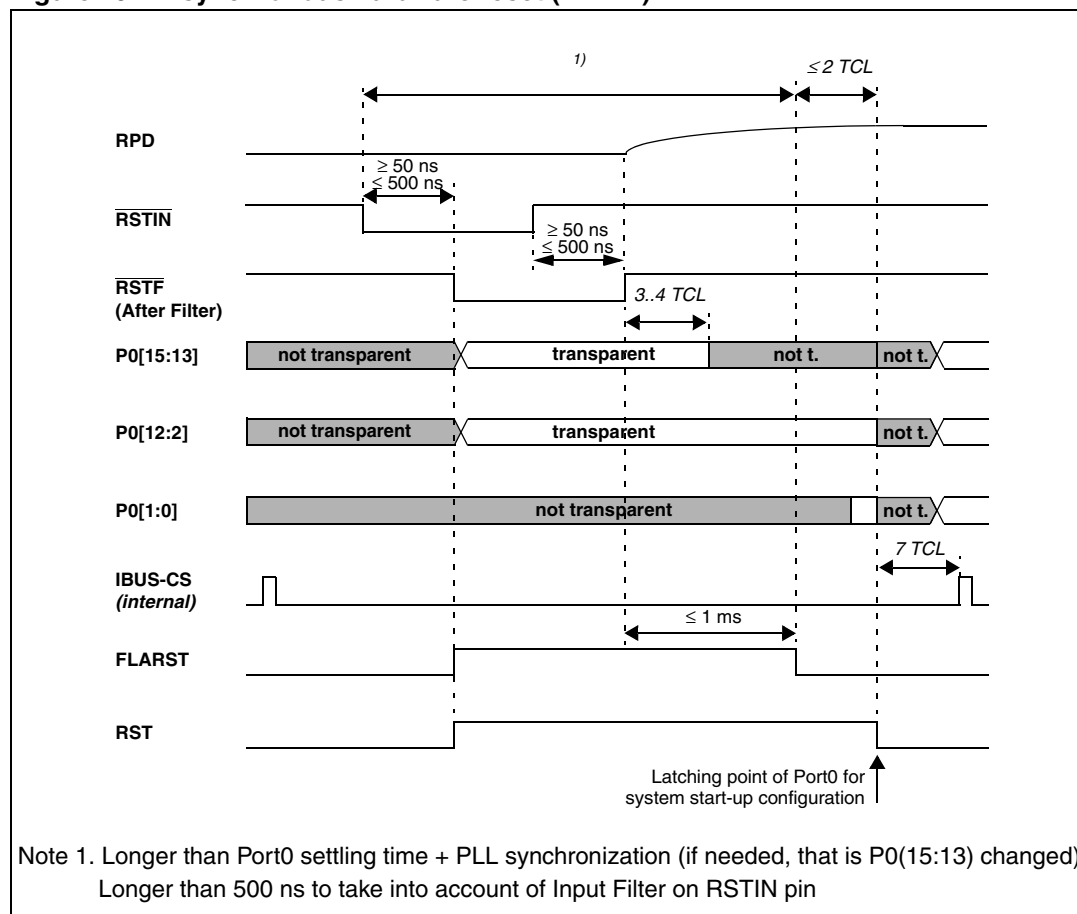 1)
≤ 2 TCL
RPD
≥ 50 ns
≤ 500 ns
RSTIN
≥ 50 ns
≤ 500 ns
RSTF
(After Filter)
3..4 TCL
P0[15:13]
not transparent
transparent
not t.
not t.
P0[12:2]
not transparent
transparent
not t.
P0[1:0]
not transparent
not t.
7 TCL
IBUS-CS
(internal)
≤ 1 ms
FLARST
RST
Latching point of Port0 for
system start-up configuration
Note 1. Longer than Port0 settling time + PLL synchronization (if needed, that is P0(15:13) changed)
Longer than 500 ns to take into account of Input Filter on RSTIN pin